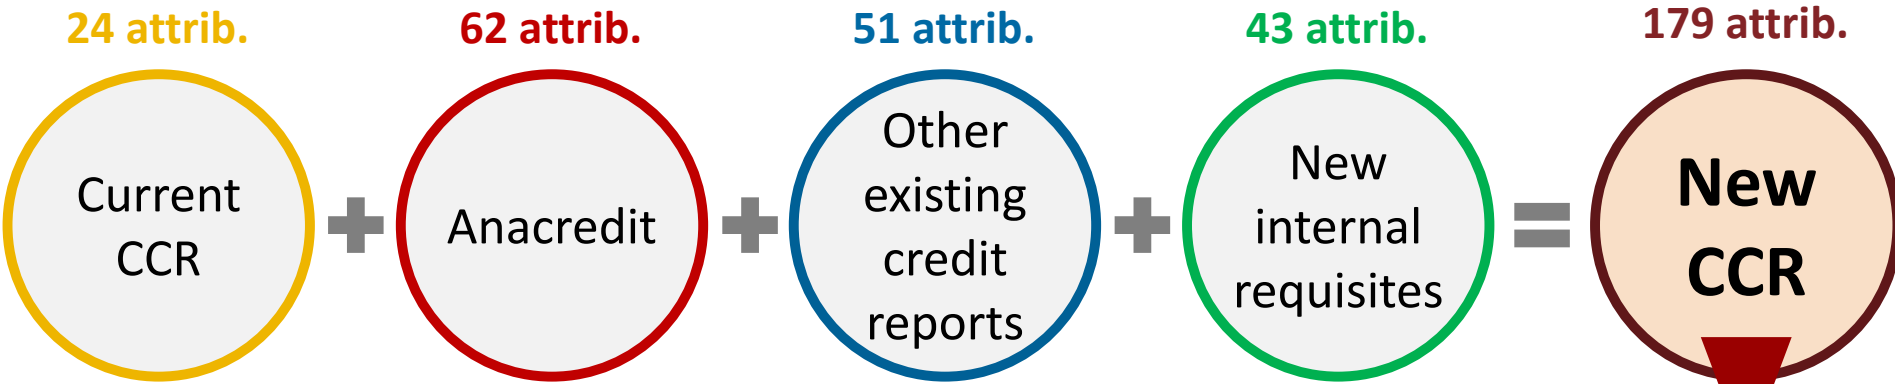 24 attrib.
62 attrib.
51 attrib.
43 attrib.
179 attrib.
Current
CCR
Anacredit
Other
existing
credit
reports
New
internal
requisites
New
CCR